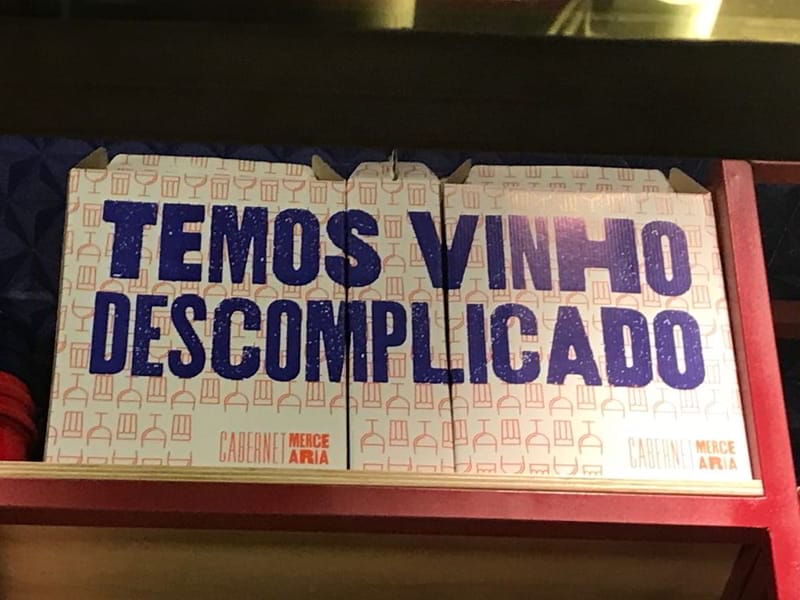 TEMOS VINHO
DESCOMPLICADO
CABERNET MERCE
ARIA
CABERNET MERCE
ARIA